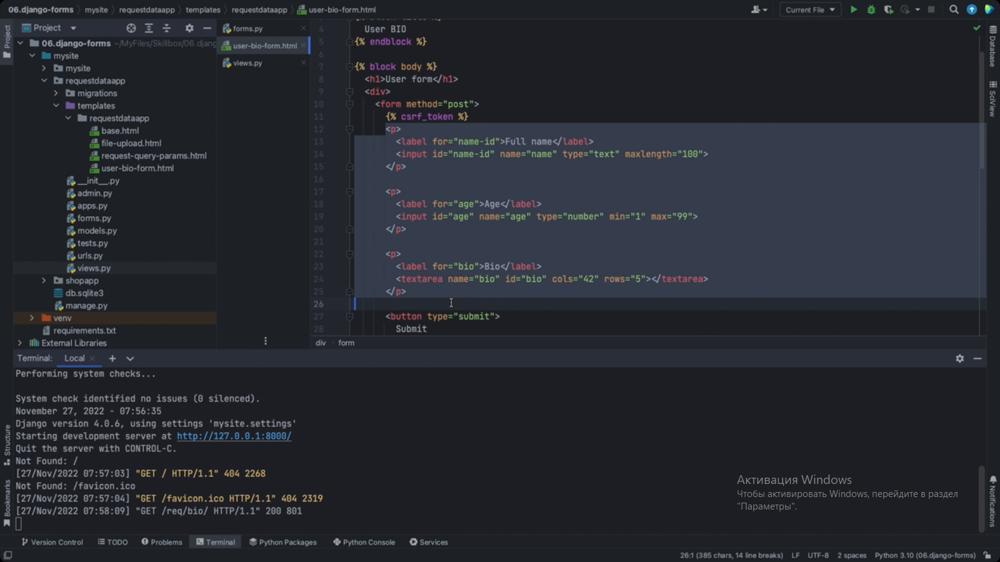 06.django-forms mysite requestdataapp templates requestdataapp user-bio-form.html
Current File
Project
Project
06.django-forms ~/MyFiles/Skillbox/06.djang
mysite
mysite
requestdataapp
migrations
templates
requestdataapp
base.html
file-upload.html
request-query-params.html
user-bio-form.html
__init__.py
admin.py
apps.py
forms.py
models.py
tests.py
urls.py
views.py
shopapp
db.sqlite3
manage.py
venv
requirements.txt
External Libraries
forms.py
user-bio-form.html
views.py
4 User BIO
5 {% endblock %}
6
7 {% block body %}
8 <h1>User form</h1>
9 <div>
10 <form method="post">
11 {% csrf_token %}
12 <p>
13 <label for="name-id">Full name</label>
14 <input id="name-id" name="name" type="text" maxlength="100">
15 </p>
16
17 <p>
18 <label for="age">Age</label>
19 <input id="age" name="age" type="number" min="1" max="99">
20 </p>
21
22 <p>
23 <label for="bio">Bio</label>
24 <textarea name="bio" id="bio" cols="42" rows="5"></textarea>
25 </p>
26
27 <button type="submit">
28 Submit
div form
Database
SciView
Notifications
Structure
Bookmarks
Terminal: Local
Performing system checks...
System check identified no issues (0 silenced).
November 27, 2022 - 07:56:35
Django version 4.0.6, using settings 'mysite.settings'
Starting development server at http://127.0.0.1:8000/
Quit the server with CONTROL-C.
Not Found: /
[27/Nov/2022 07:57:03] "GET / HTTP/1.1" 404 2268
Not Found: /favicon.ico
[27/Nov/2022 07:57:04] "GET /favicon.ico HTTP/1.1" 404 2319
[27/Nov/2022 07:58:09] "GET /req/bio/ HTTP/1.1" 200 801
Активация Windows
Чтобы активировать Windows, перейдите в раздел
"Параметры".
Version Control TODO Problems Terminal Python Packages Python Console Services
26:1 (385 chars, 14 line breaks) LF UTF-8 2 spaces Python 3.10 (06.django-forms)